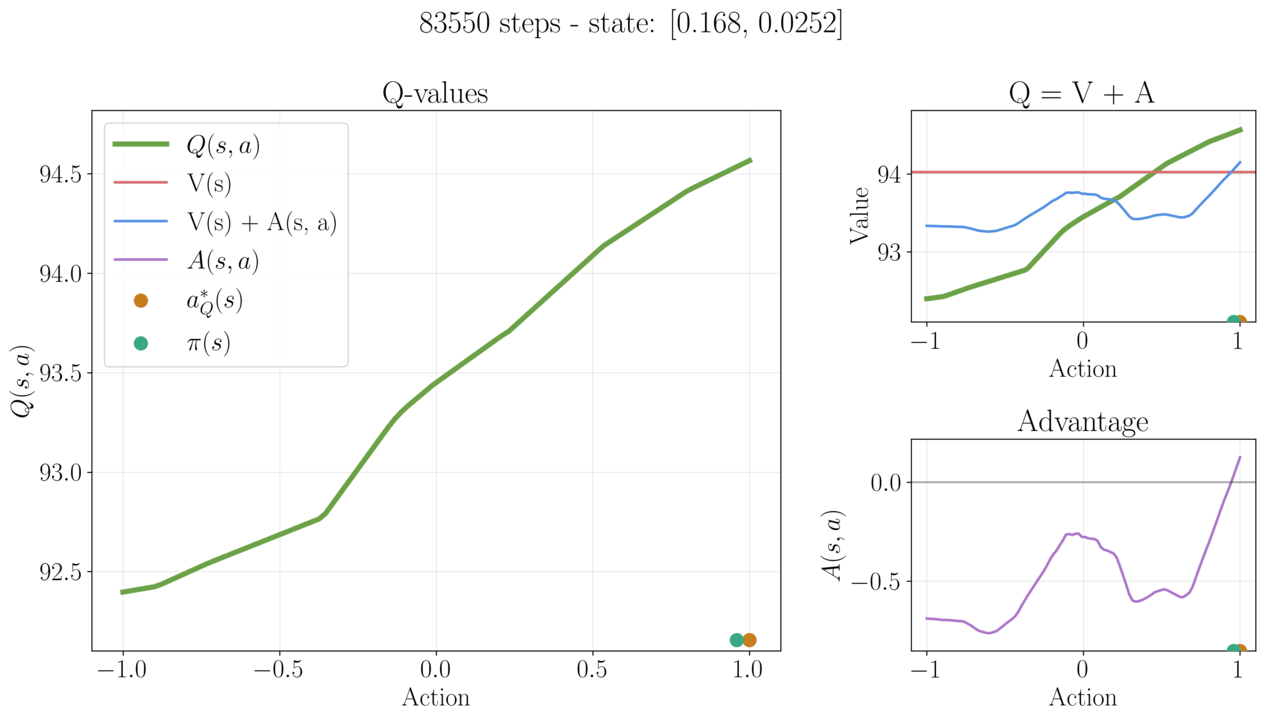 83550 steps - state: [0.168, 0.0252]
Q-values
Q(s, a)
V(s)
V(s) + A(s, a)
A(s, a)
a*Q(s)
π(s)
94.5
94.0
93.5
93.0
92.5
Q(s, a)
−1.0
−0.5
0.0
0.5
1.0
Action
Q = V + A
94
93
Value
−1
0
1
Action
Advantage
0.0
−0.5
A(s, a)
−1
0
1
Action